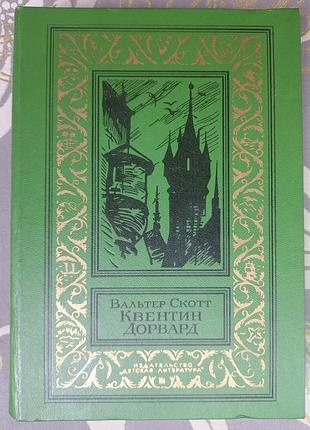 Вальтер Скотт
Квентин
Дорвард
ИЗДАТЕЛЬСТВО
"ДЕТСКАЯ ЛИТЕРАТУРА"